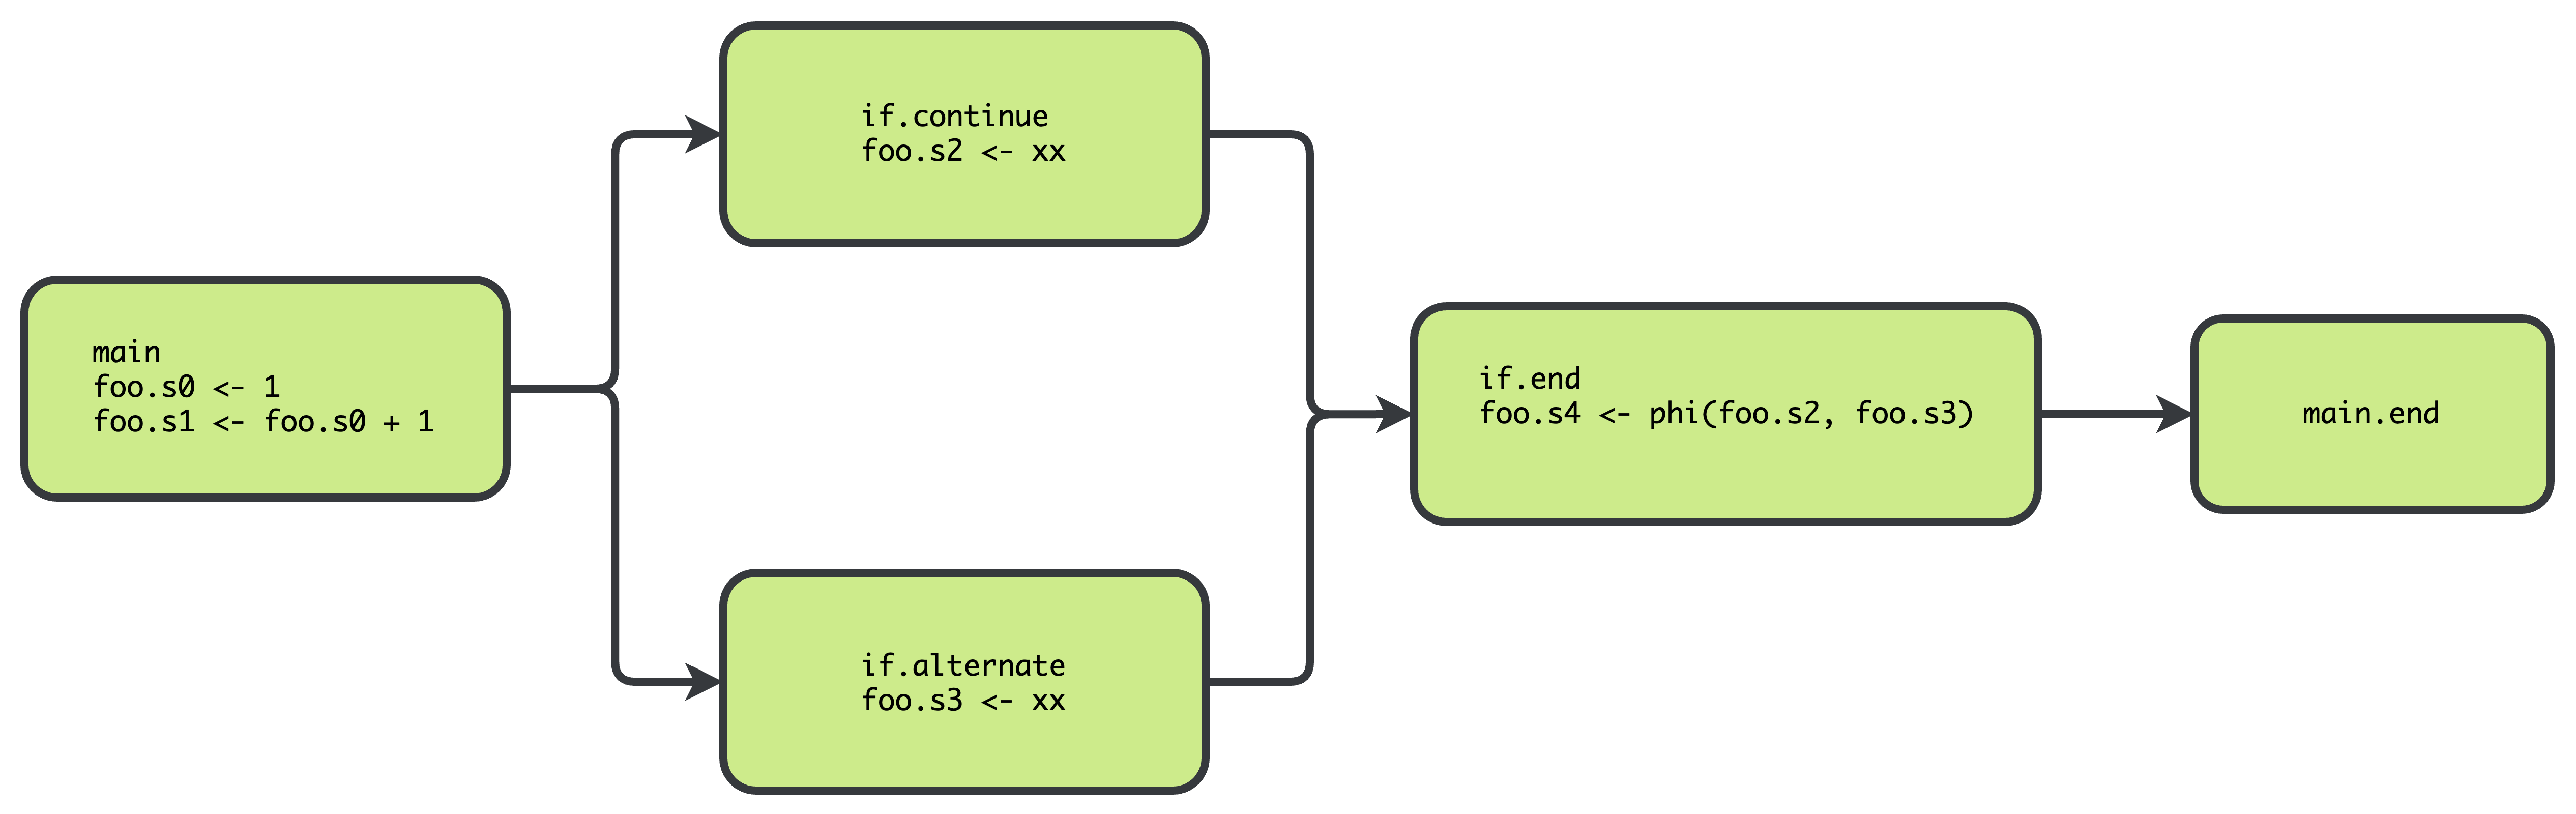 main
foo.s0 <- 1
foo.s1 <- foo.s0 + 1
if.continue
foo.s2 <- xx
if.alternate
foo.s3 <- xx
if.end
foo.s4 <- phi(foo.s2, foo.s3)
main.end